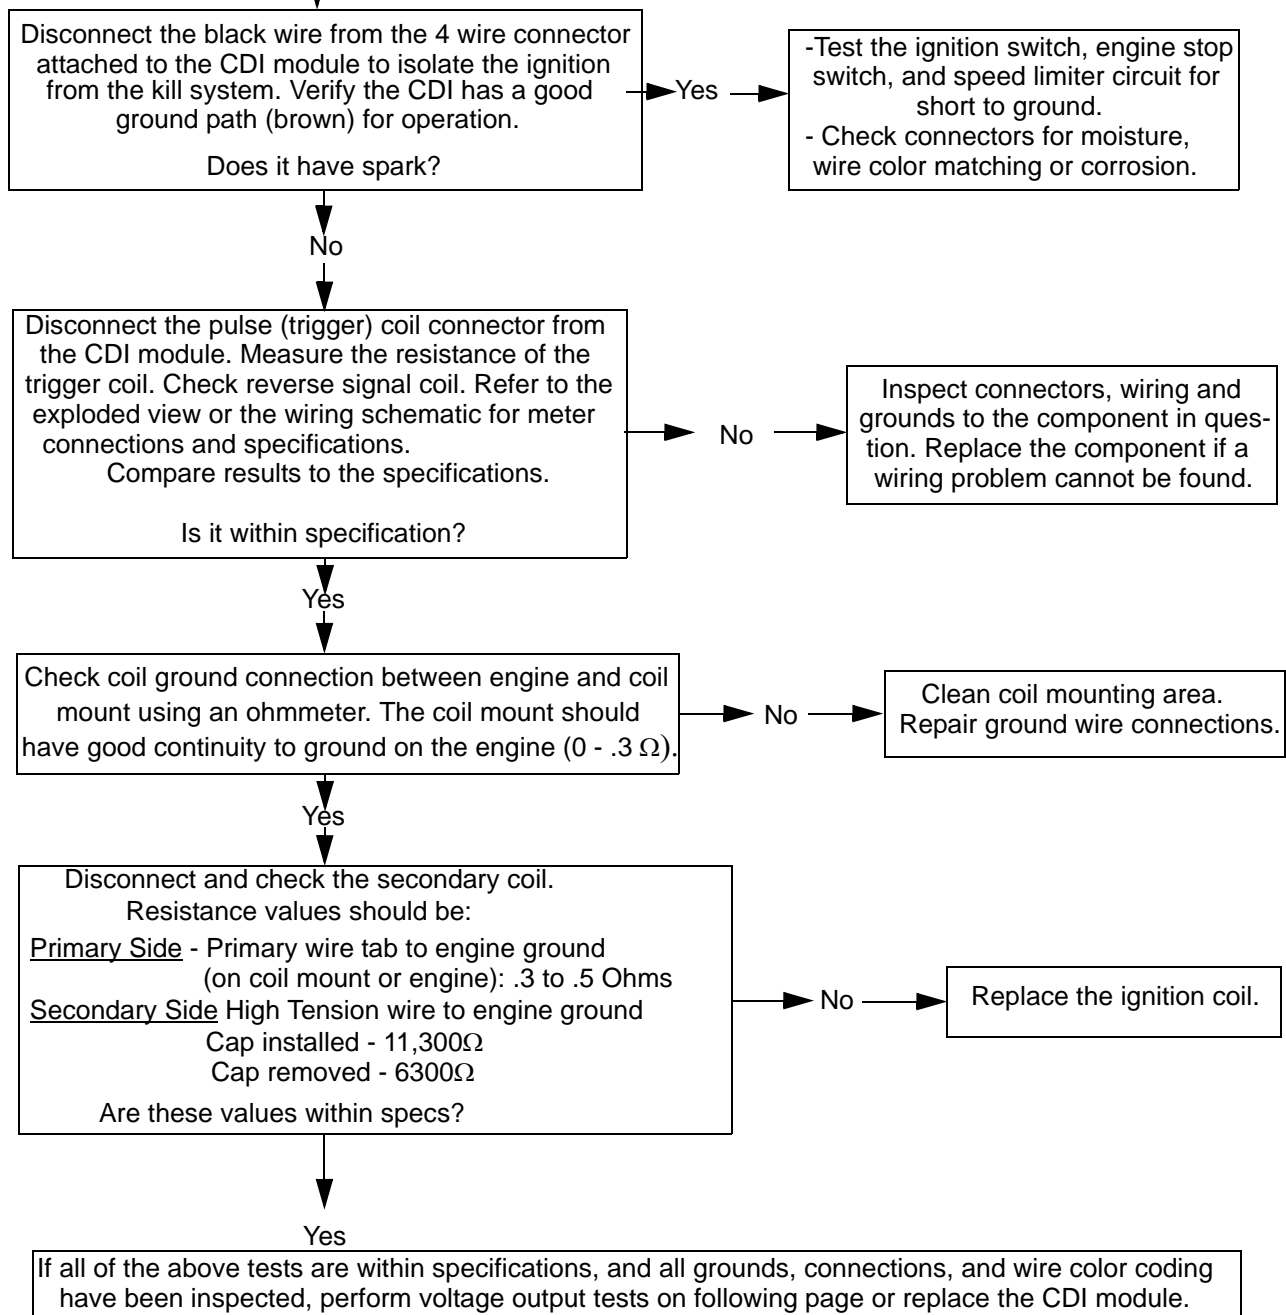 Disconnect the black wire from the 4 wire connector
attached to the CDI module to isolate the ignition
from the kill system. Verify the CDI has a good
ground path (brown) for operation.
Does it have spark?
Yes
-Test the ignition switch, engine stop
switch, and speed limiter circuit for
short to ground.
- Check connectors for moisture,
wire color matching or corrosion.
No
Disconnect the pulse (trigger) coil connector from
the CDI module. Measure the resistance of the
trigger coil. Check reverse signal coil. Refer to the
exploded view or the wiring schematic for meter
connections and specifications.
Compare results to the specifications.
Is it within specification?
No
Inspect connectors, wiring and
grounds to the component in ques-
tion. Replace the component if a
wiring problem cannot be found.
Yes
Check coil ground connection between engine and coil
mount using an ohmmeter. The coil mount should
have good continuity to ground on the engine (0 - .3 Ω).
No
Clean coil mounting area.
Repair ground wire connections.
Yes
Disconnect and check the secondary coil.
Resistance values should be:
Primary Side - Primary wire tab to engine ground
(on coil mount or engine): .3 to .5 Ohms
Secondary Side High Tension wire to engine ground
Cap installed - 11,300Ω
Cap removed - 6300Ω
Are these values within specs?
No
Replace the ignition coil.
Yes
If all of the above tests are within specifications, and all grounds, connections, and wire color coding
have been inspected, perform voltage output tests on following page or replace the CDI module.